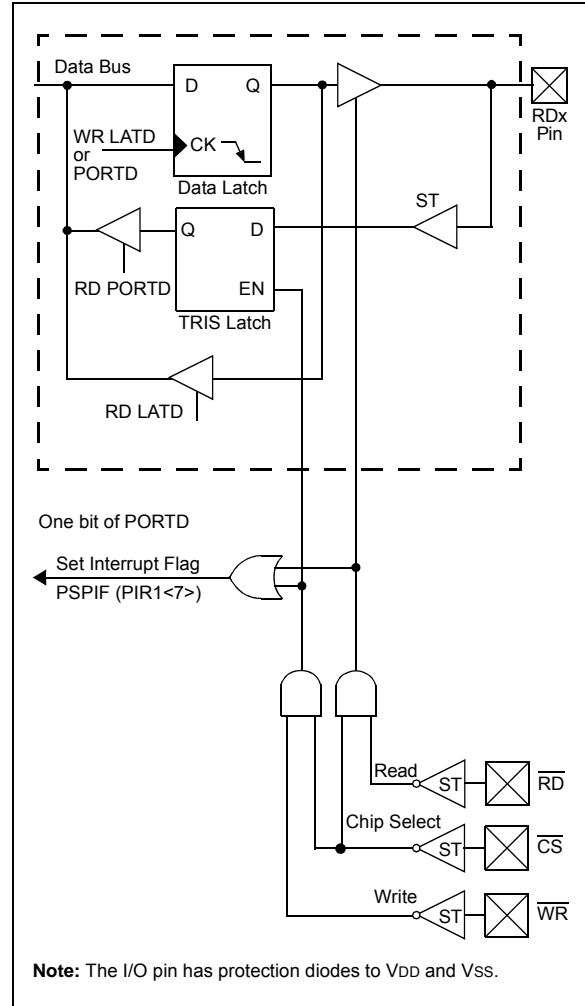 Data Bus
D
Q
RDx
Pin
WR LATD
or
PORTD
CK
Data Latch
ST
Q
D
RD PORTD
EN
TRIS Latch
RD LATD
One bit of PORTD
Set Interrupt Flag
PSPIF (PIR1<7>)
Read
ST
RD
Chip Select
ST
CS
Write
ST
WR
Note: The I/O pin has protection diodes to VDD and VSS.